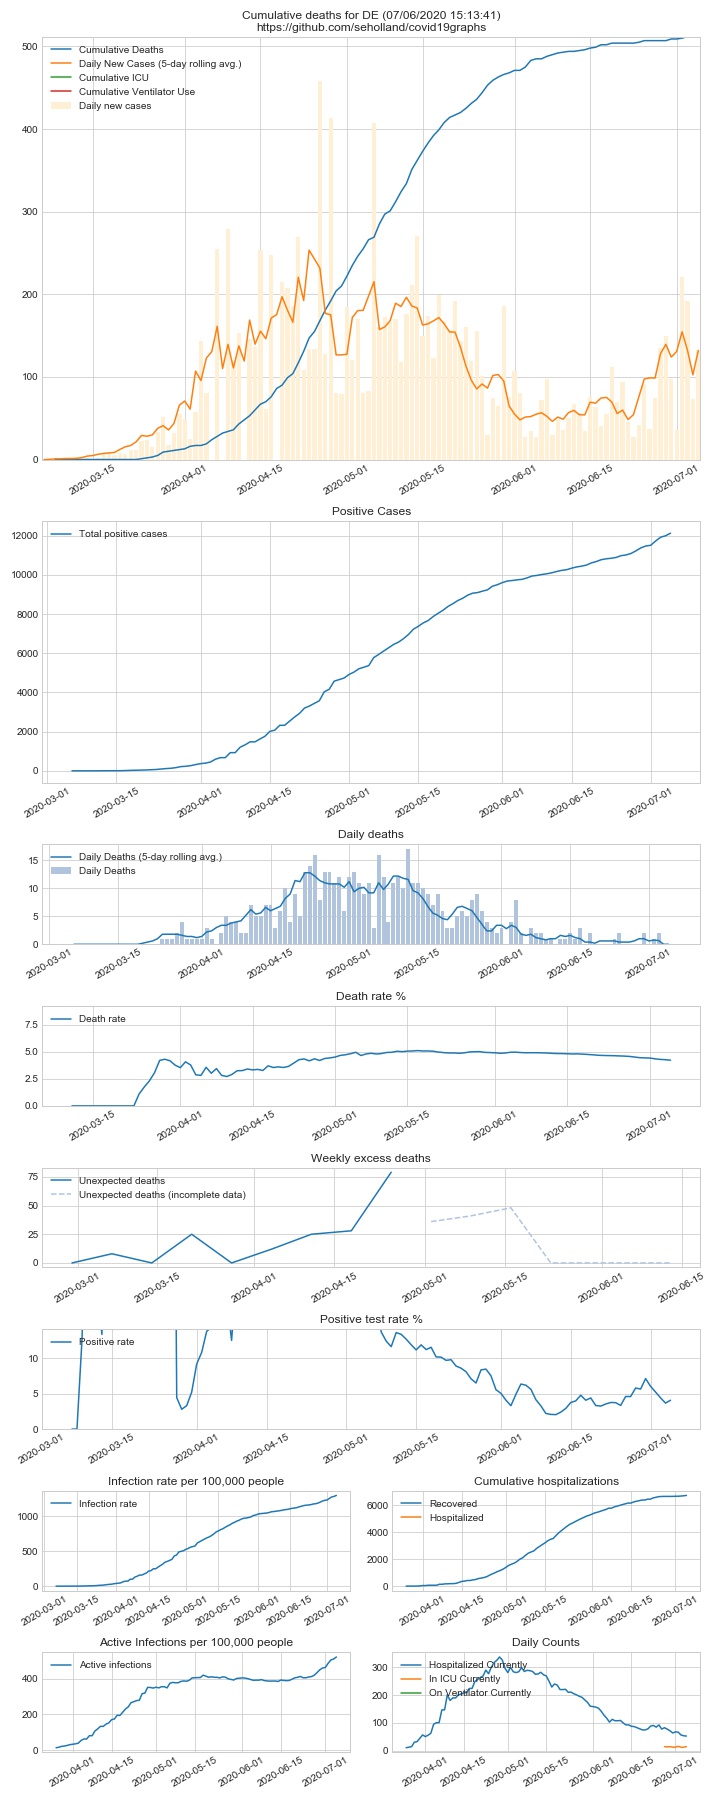 Cumulative deaths for DE (07/06/2020 15:13:41)
https://github.com/seholland/covid19graphs
Cumulative Deaths
Daily New Cases (5-day rolling avg.)
Cumulative ICU
Cumulative Ventilator Use
Daily new cases
500
400
300
200
100
0
2020-03-15 2020-04-01 2020-04-15 2020-05-01 2020-05-15 2020-06-01 2020-06-15 2020-07-01
Positive Cases
Total positive cases
12000
10000
8000
6000
4000
2000
0
2020-03-01 2020-03-15 2020-04-01 2020-04-15 2020-05-01 2020-05-15 2020-06-01 2020-06-15 2020-07-01
Daily deaths
Daily Deaths (5-day rolling avg.)
Daily Deaths
15
10
5
0
2020-03-01 2020-03-15 2020-04-01 2020-04-15 2020-05-01 2020-05-15 2020-06-01 2020-06-15 2020-07-01
Death rate %
Death rate
7.5
5.0
2.5
0.0
2020-03-15 2020-04-01 2020-04-15 2020-05-01 2020-05-15 2020-06-01 2020-06-15 2020-07-01
Weekly excess deaths
Unexpected deaths
Unexpected deaths (incomplete data)
75
50
25
0
2020-03-01 2020-03-15 2020-04-01 2020-04-15 2020-05-01 2020-05-15 2020-06-01 2020-06-15
Positive test rate %
Positive rate
10
5
0
2020-03-01 2020-03-15 2020-04-01 2020-04-15 2020-05-01 2020-05-15 2020-06-01 2020-06-15 2020-07-01
Infection rate per 100,000 people
Infection rate
1000
500
0
2020-03-01 2020-03-15 2020-04-01 2020-04-15 2020-05-01 2020-05-15 2020-06-01 2020-06-15 2020-07-01
Cumulative hospitalizations
Recovered
Hospitalized
6000
4000
2000
0
2020-04-01 2020-04-15 2020-05-01 2020-05-15 2020-06-01 2020-06-15 2020-07-01
Active Infections per 100,000 people
Active infections
400
200
0
2020-04-01 2020-04-15 2020-05-01 2020-05-15 2020-06-01 2020-06-15 2020-07-01
Daily Counts
Hospitalized Currently
In ICU Currently
On Ventilator Currently
300
200
100
0
2020-04-01 2020-04-15 2020-05-01 2020-05-15 2020-06-01 2020-06-15 2020-07-01